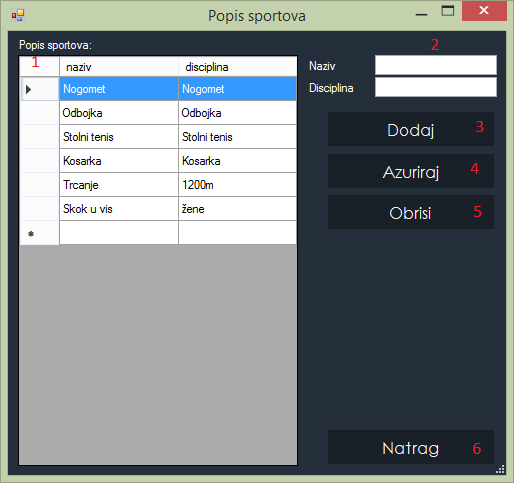 Popis sportova
Popis sportova:
1
naziv disciplina
Nogomet Nogomet
Odbojka Odbojka
Stolni tenis Stolni tenis
Kosarka Kosarka
Trcanje 1200m
Skok u vis žene
2
Naziv
Disciplina
Dodaj 3
Azuriraj 4
Obrisi 5
Natrag 6